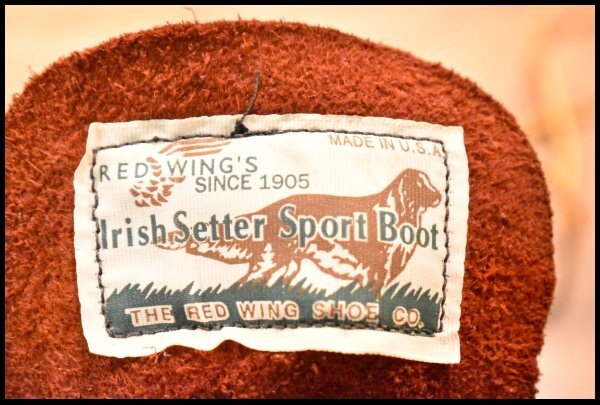 MADE IN U.S.A
RED WING'S
SINCE 1905
Irish Setter Sport Boot
THE RED WING SHOE CO.